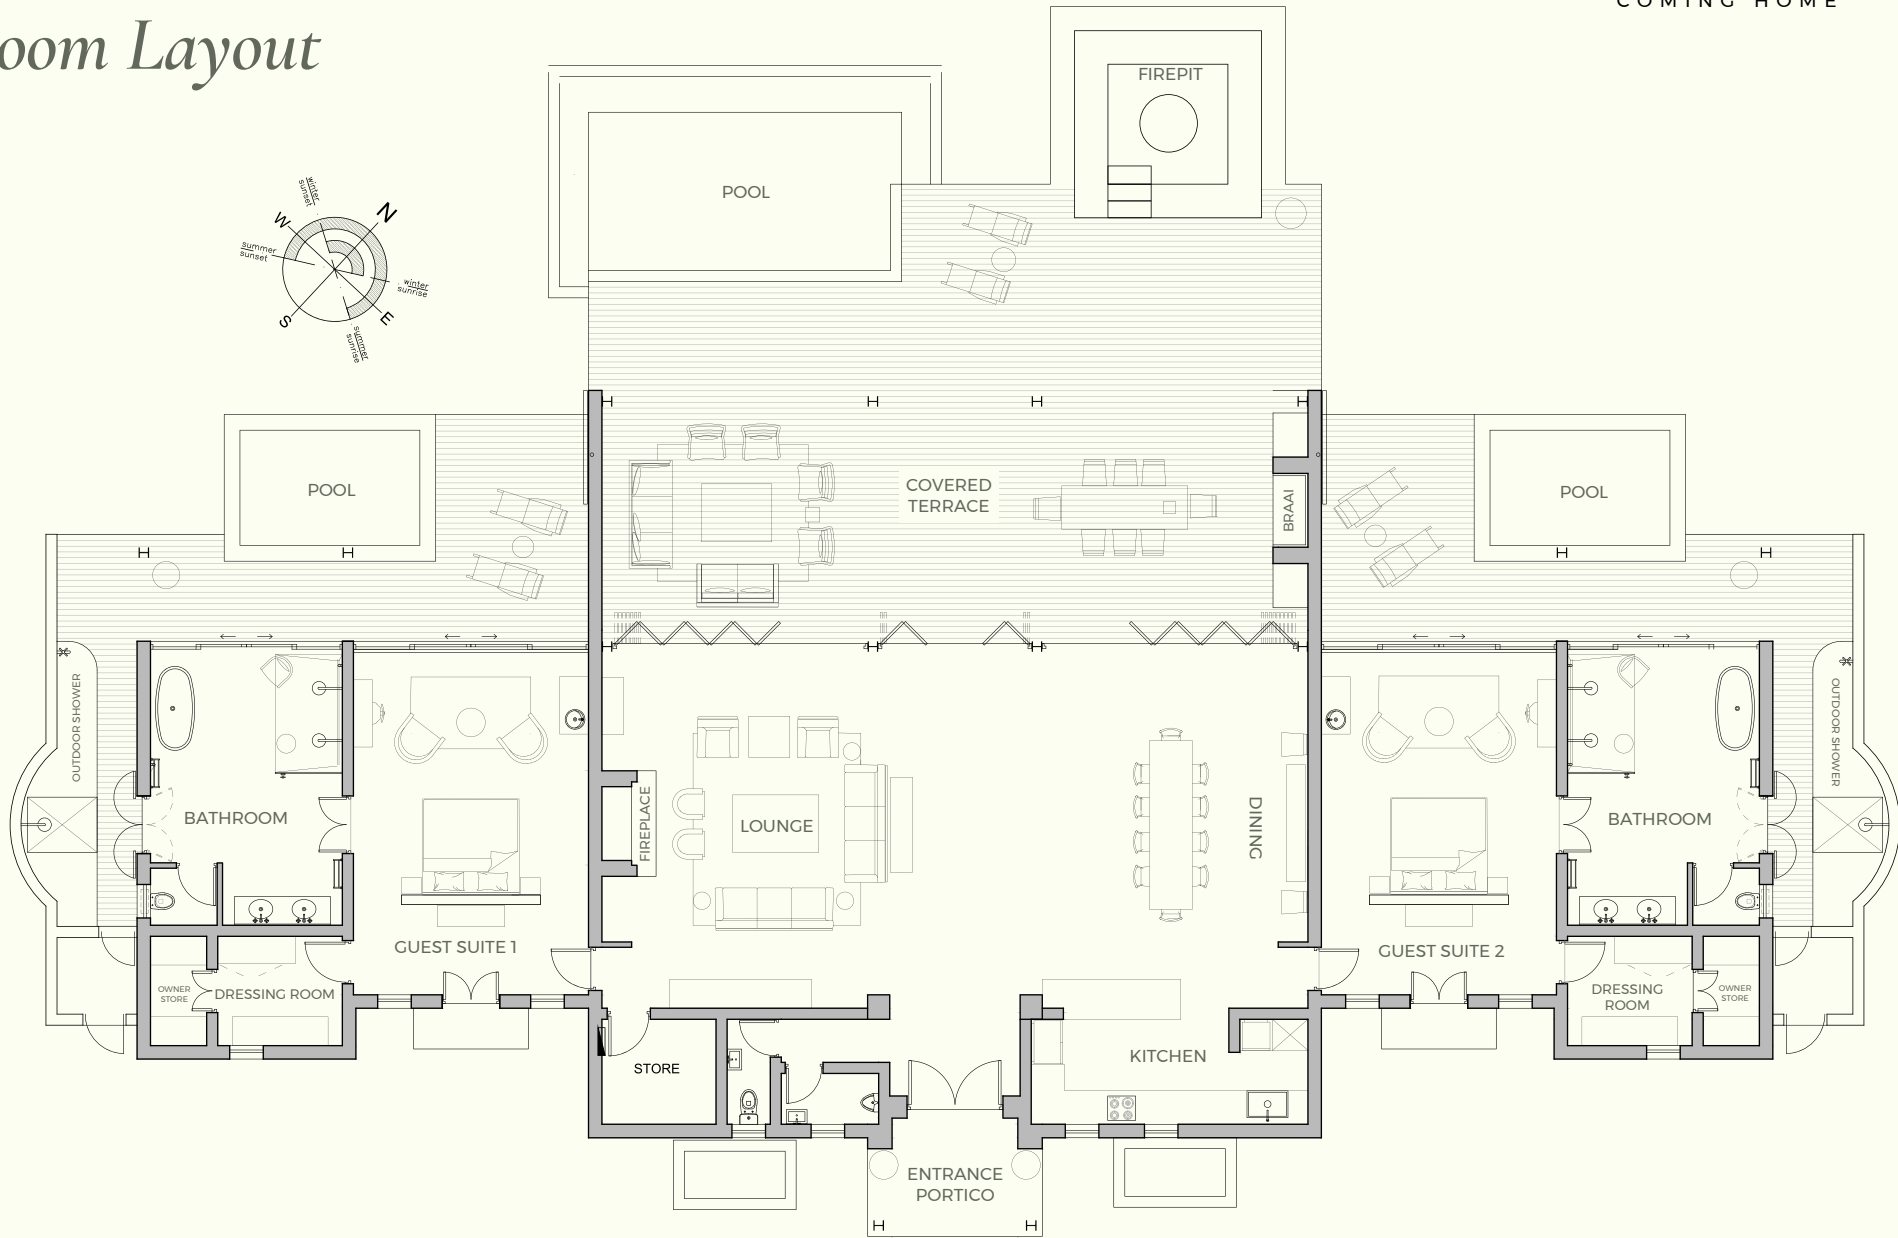 COMING HOME
oom Layout
FIREPIT
POOL
winter
sunset
N
W
summer
sunset
winter
sunrise
S
E
summer
sunrise
POOL
COVERED
TERRACE
BRAAI
POOL
OUTDOOR SHOWER
BATHROOM
FIREPLACE
LOUNGE
DINING
BATHROOM
OUTDOOR SHOWER
GUEST SUITE 1
GUEST SUITE 2
OWNER
STORE
DRESSING ROOM
DRESSING
ROOM
OWNER
STORE
STORE
KITCHEN
ENTRANCE
PORTICO